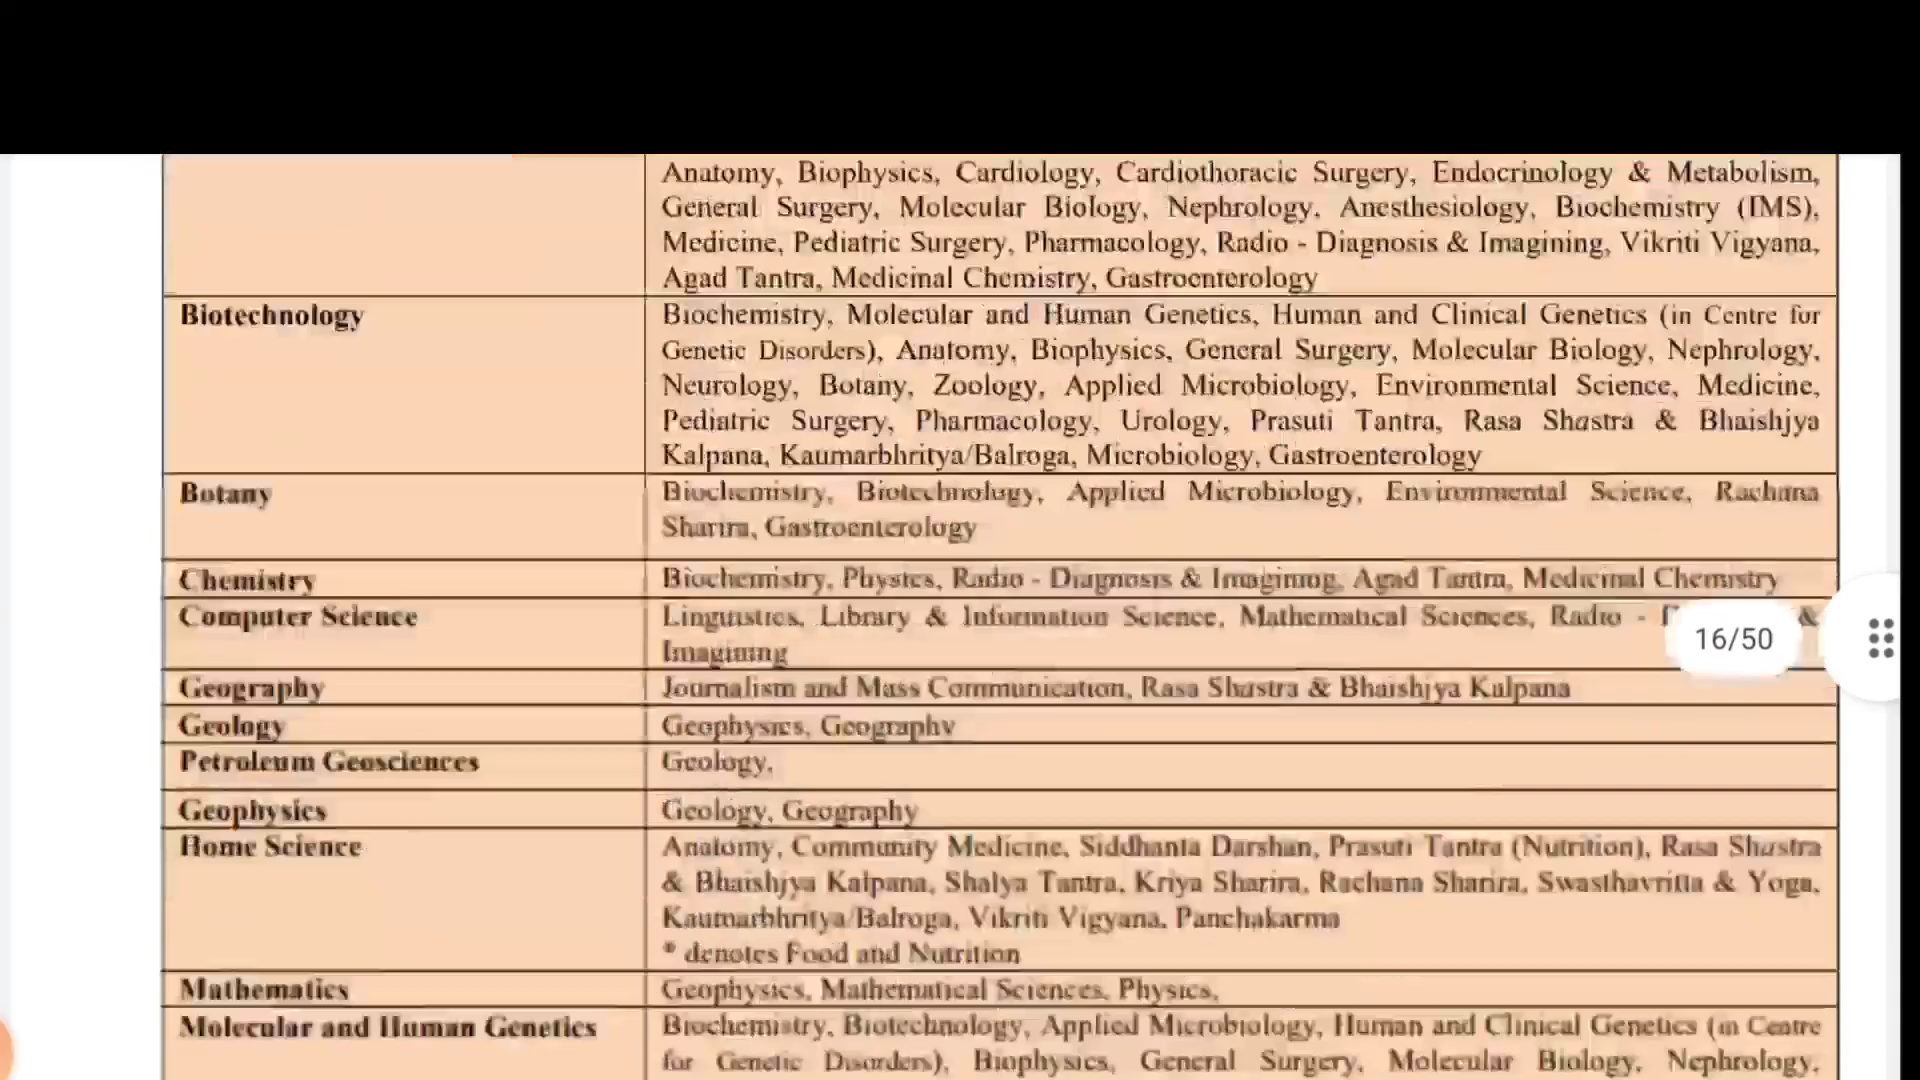 Anatomy, Biophysics, Cardiology, Cardiothoracic Surgery, Endocrinology & Metabolism,
General Surgery, Molecular Biology, Nephrology, Anesthesiology, Biochemistry (IMS),
Medicine, Pediatric Surgery, Pharmacology, Radio - Diagnosis & Imagining, Vikriti Vigyana,
Agad Tantra, Medicinal Chemistry, Gastroenterology
Biotechnology
Biochemistry, Molecular and Human Genetics, Human and Clinical Genetics (in Centre for
Genetic Disorders), Anatomy, Biophysics, General Surgery, Molecular Biology, Nephrology,
Neurology, Botany, Zoology, Applied Microbiology, Environmental Science, Medicine,
Pediatric Surgery, Pharmacology, Urology, Prasuti Tantra, Rasa Shastra & Bhaishjya
Kalpana, Kaumarbhritya/Balroga, Microbiology, Gastroenterology
Botany
Biochemistry, Biotechnology, Applied Microbiology, Environmental Science, Rachana
Sharira, Gastroenterology
Chemistry
Biochemistry, Physics, Radio - Diagnosis & Imagining, Agad Tantra, Medicinal Chemistry
Computer Science
Linguistics, Library & Information Science, Mathematical Sciences, Radio - &
Imagining
16/50
Geography
Journalism and Mass Communication, Rasa Shastra & Bhaishjya Kalpana
Geology
Geophysics, Geography
Petroleum Geosciences
Geology,
Geophysics
Geology, Geography
Home Science
Anatomy, Community Medicine, Siddhanta Darshan, Prasuti Tantra (Nutrition), Rasa Shastra
& Bhaishjya Kalpana, Shalya Tantra, Kriya Sharira, Rachana Sharira, Swasthavritta & Yoga,
Kaumarbhritya/Balroga, Vikriti Vigyana, Panchakarma
* denotes Food and Nutrition
Mathematics
Geophysics, Mathematical Sciences, Physics,
Molecular and Human Genetics
Biochemistry, Biotechnology, Applied Microbiology, Human and Clinical Genetics (in Centre
for Genetic Disorders), Biophysics, General Surgery, Molecular Biology, Nephrology,